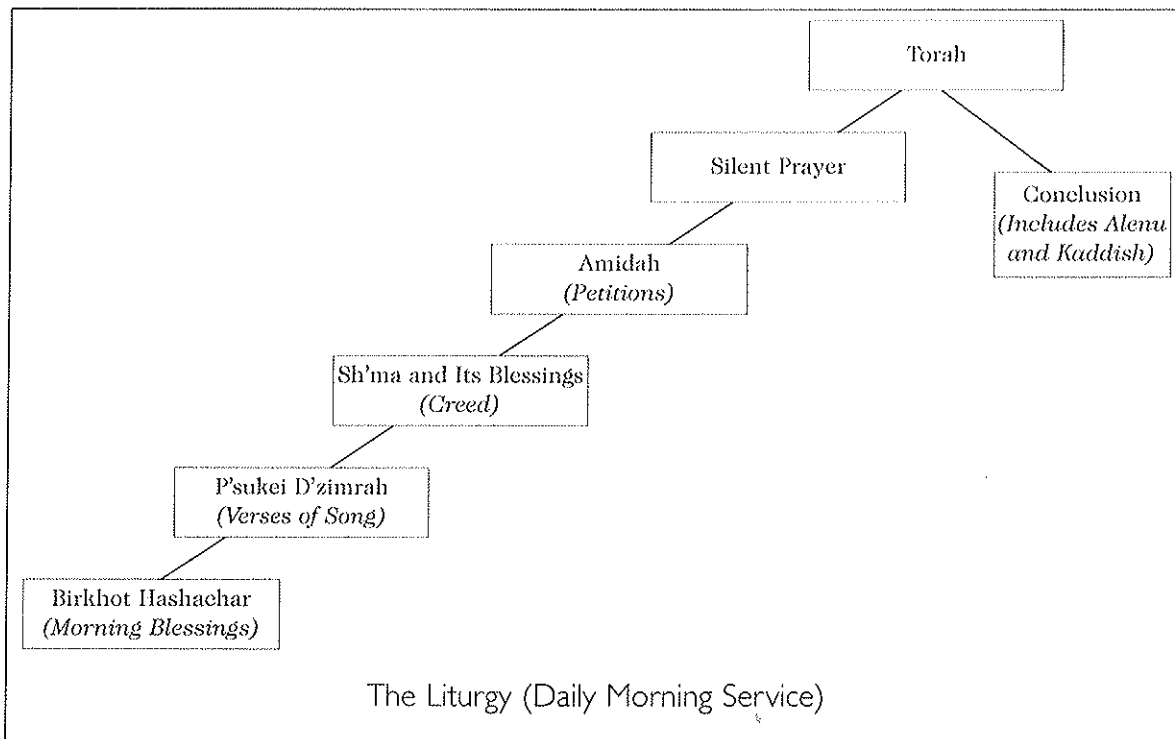 Torah
Silent Prayer
Conclusion
(Includes Alenu
and Kaddish)
Amidah
(Petitions)
Sh'ma and Its Blessings
(Creed)
P'sukei D'zimrah
(Verses of Song)
Birkhot Hashachar
(Morning Blessings)
The Liturgy (Daily Morning Service)